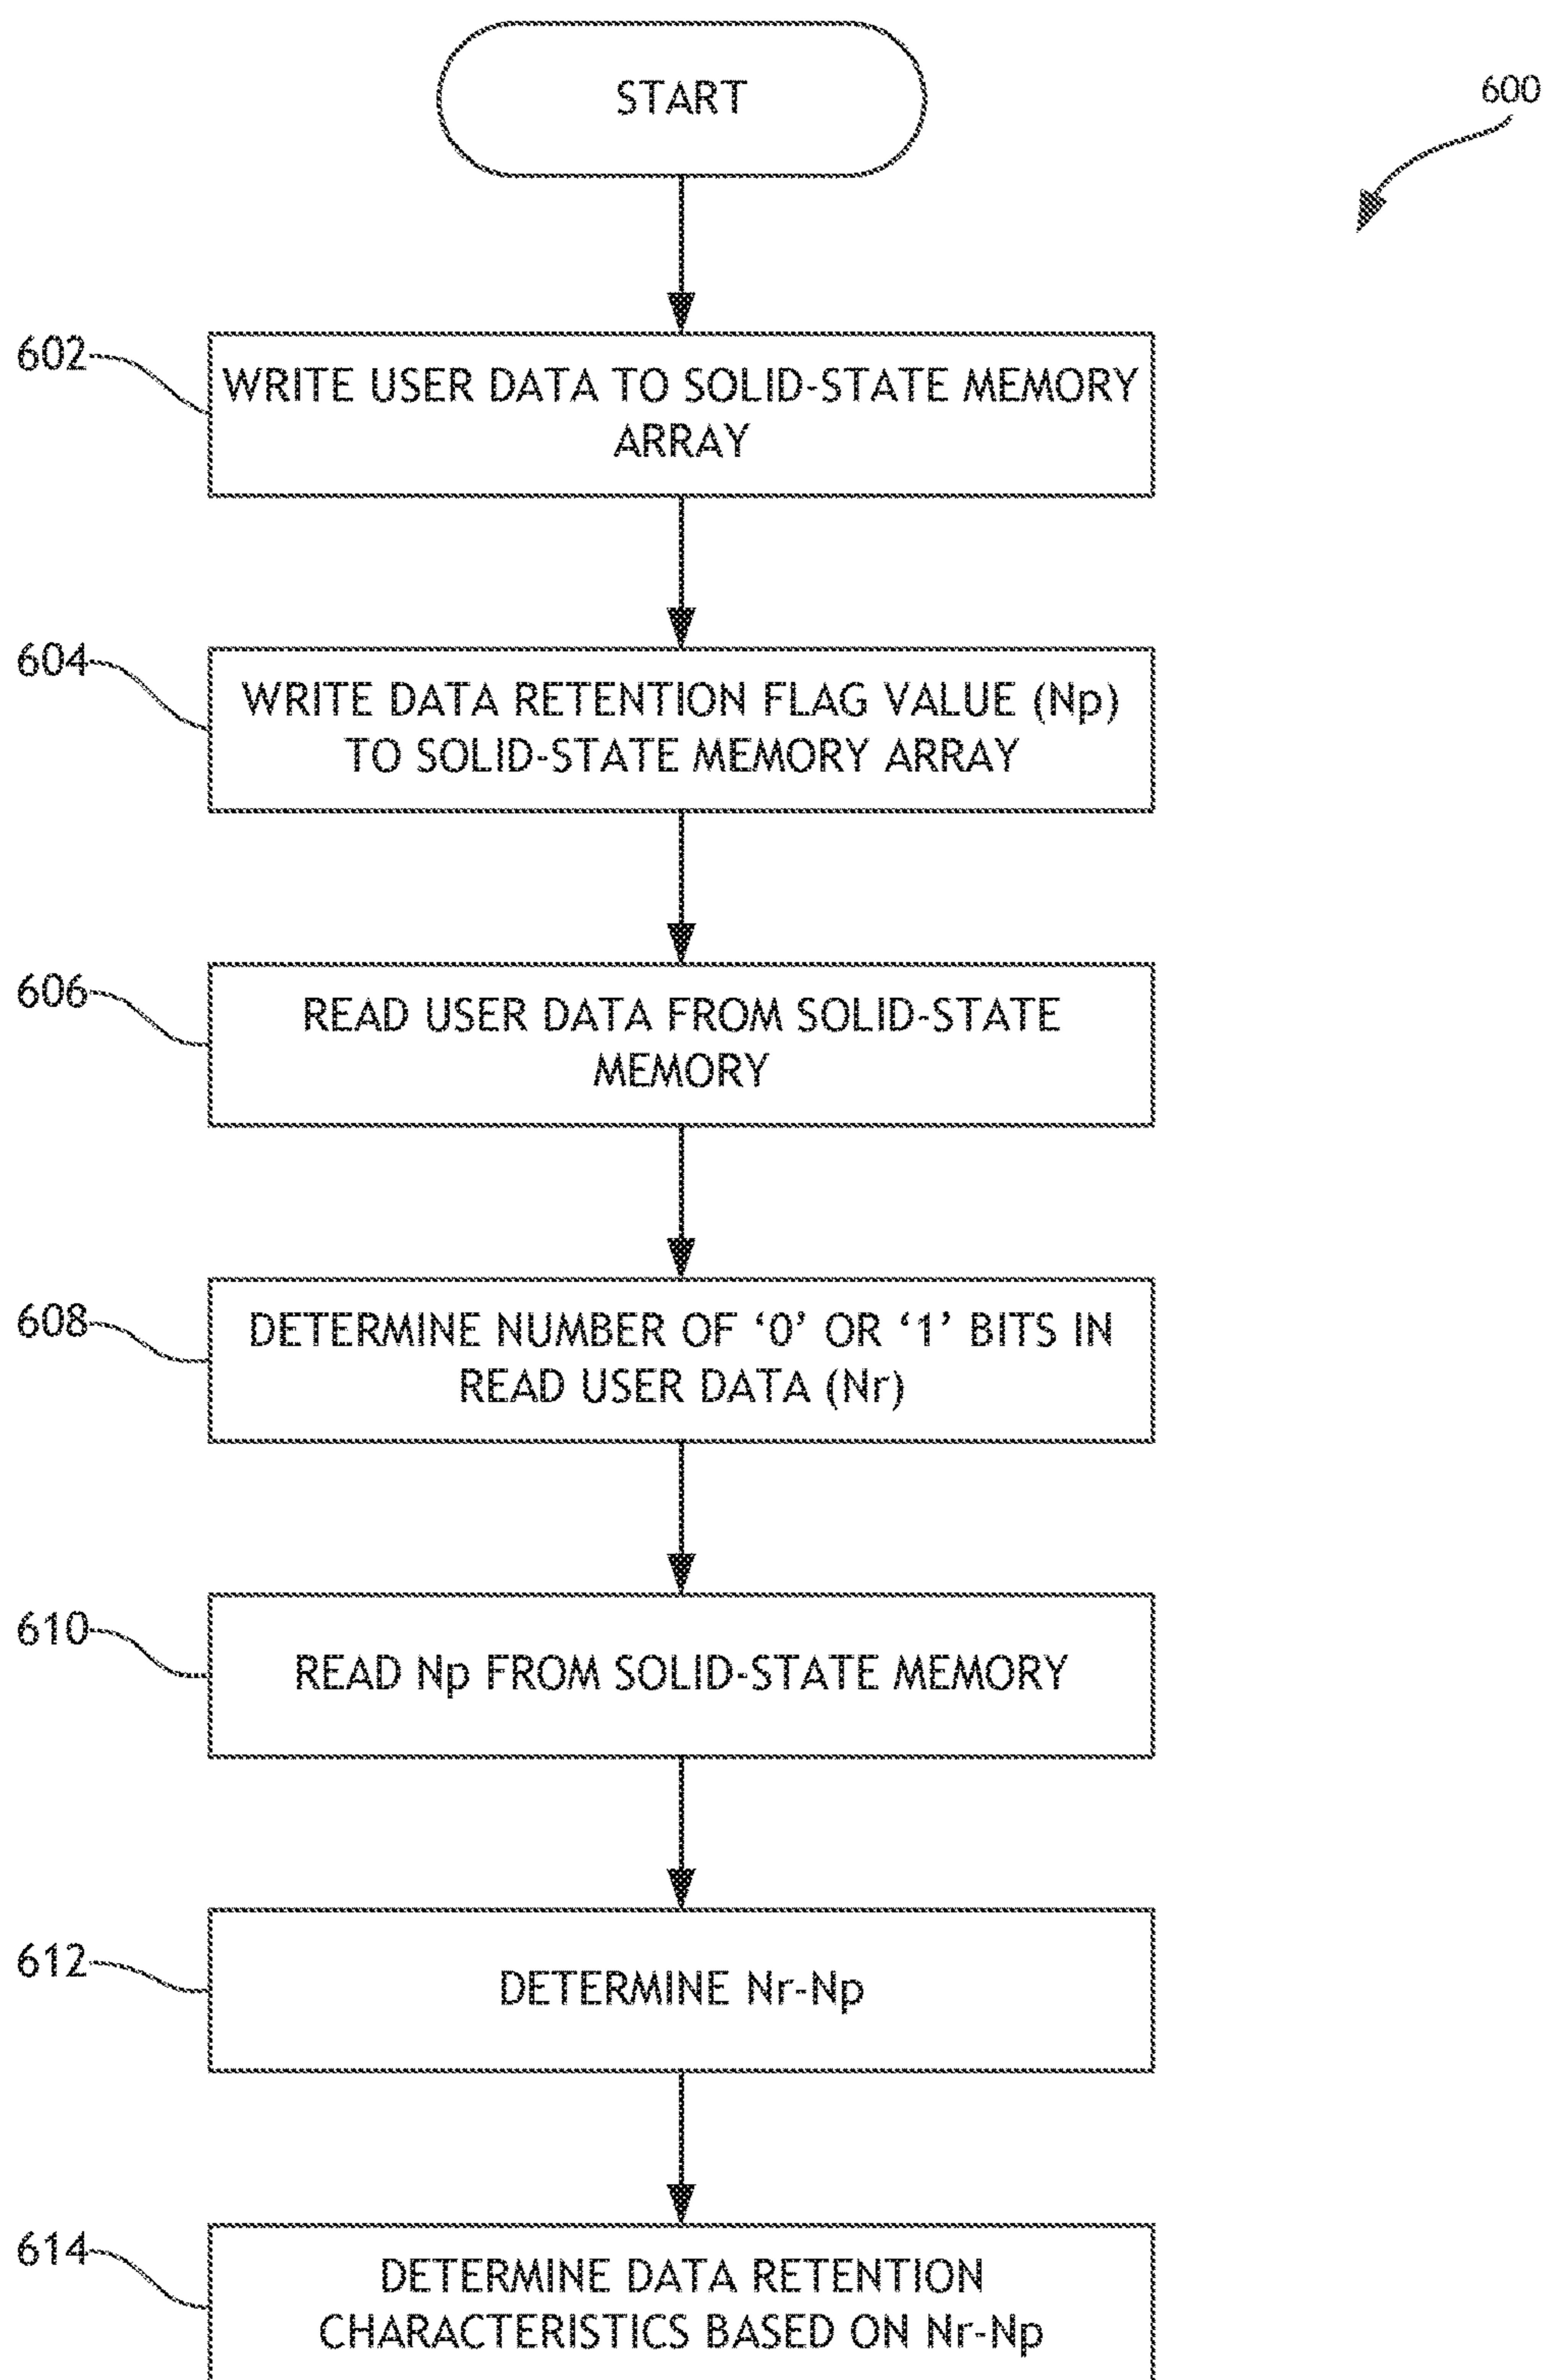 START
600
602
WRITE USER DATA TO SOLID-STATE MEMORY
ARRAY
604
WRITE DATA RETENTION FLAG VALUE (Np)
TO SOLID-STATE MEMORY ARRAY
606
READ USER DATA FROM SOLID-STATE
MEMORY
608
DETERMINE NUMBER OF ‘0’ OR ‘1’ BITS IN
READ USER DATA (Nr)
610
READ Np FROM SOLID-STATE MEMORY
612
DETERMINE Nr-Np
614
DETERMINE DATA RETENTION
CHARACTERISTICS BASED ON Nr-Np